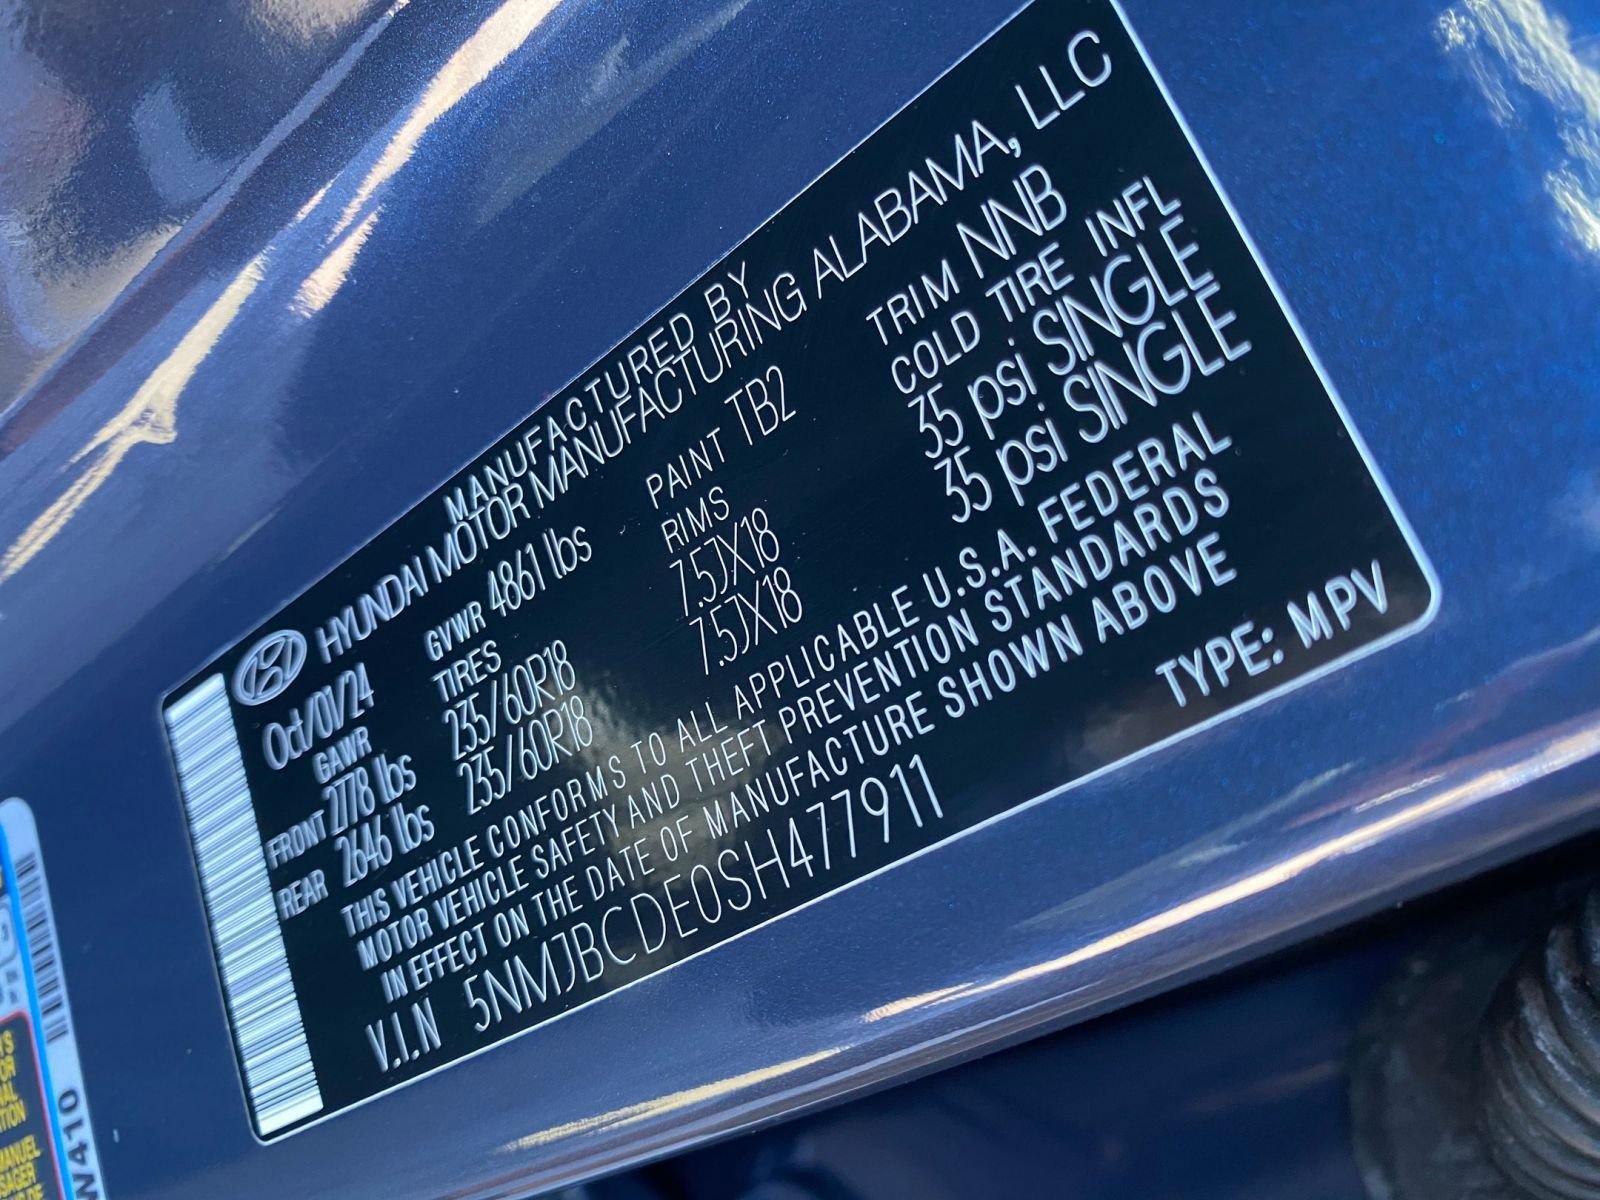 MANUFACTURED BY
HYUNDAI MOTOR MANUFACTURING ALABAMA, LLC
Oct/01/24 GVWR 4861 lbs PAINT TB2 TRIM NNB
GAWR TIRES RIMS COLD TIRE INFL
FRONT 2778 lbs 235/60R18 7.5JX18 35 psi SINGLE
REAR 2646 lbs 235/60R18 7.5JX18 35 psi SINGLE
THIS VEHICLE CONFORMS TO ALL APPLICABLE U.S.A. FEDERAL
MOTOR VEHICLE SAFETY AND THEFT PREVENTION STANDARDS
IN EFFECT ON THE DATE OF MANUFACTURE SHOWN ABOVE
V.I.N 5NMJBCDE0SH477911 TYPE: MPV
W410
MANUEL